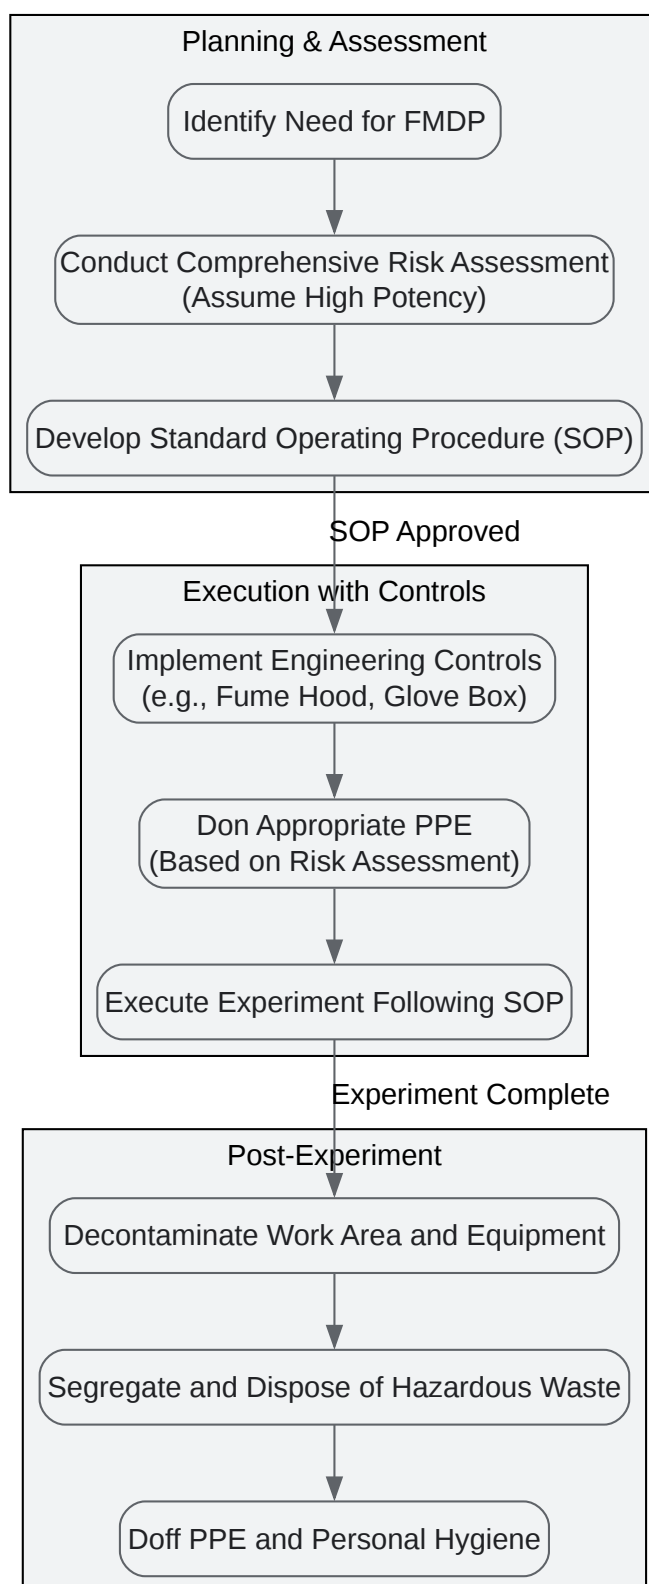 Planning & Assessment
Identify Need for FMDP
Conduct Comprehensive Risk Assessment
(Assume High Potency)
Develop Standard Operating Procedure (SOP)
SOP Approved
Execution with Controls
Implement Engineering Controls
(e.g., Fume Hood, Glove Box)
Don Appropriate PPE
(Based on Risk Assessment)
Execute Experiment Following SOP
Experiment Complete
Post-Experiment
Decontaminate Work Area and Equipment
Segregate and Dispose of Hazardous Waste
Doff PPE and Personal Hygiene